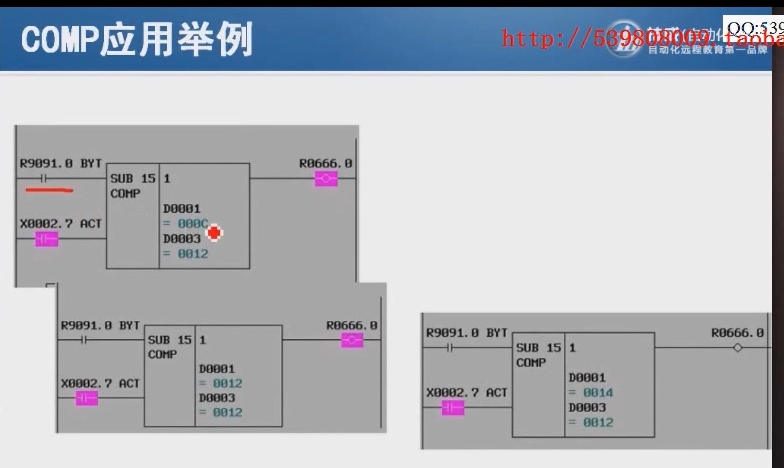 COMP应用举例
http://539808009.taoba
QQ:539
自动化远程教育第一品牌
R9091.0 BYT
SUB 15 1
R0666.0
COMP
D0001
X0002.7 ACT
= 000C
D0003
= 0012
R9091.0 BYT
SUB 15 1
R0666.0
COMP
D0001
X0002.7 ACT
= 0012
D0003
= 0012
R9091.0 BYT
SUB 15 1
R0666.0
COMP
D0001
X0002.7 ACT
= 0014
D0003
= 0012